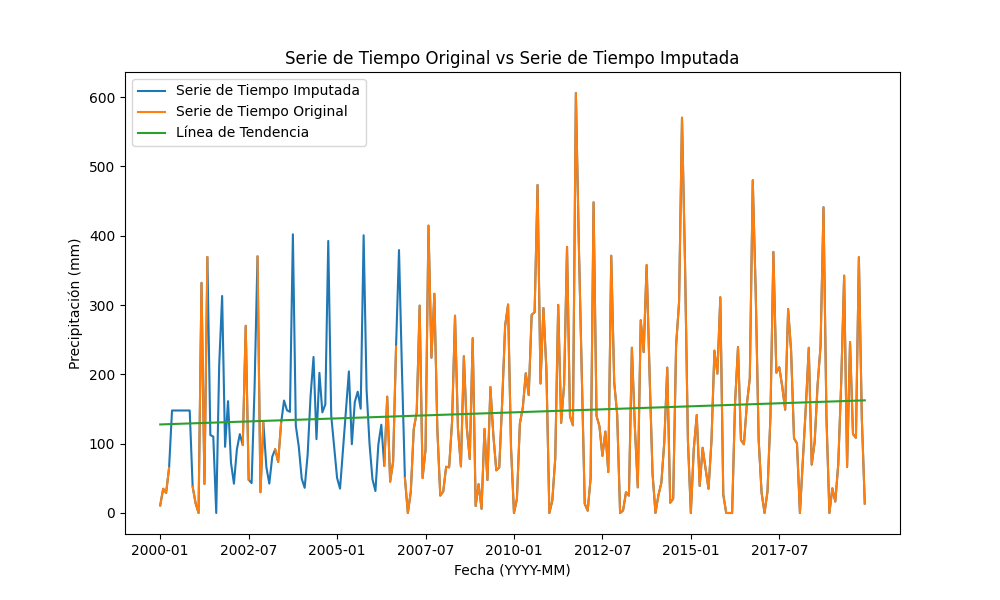 Serie de Tiempo Original vs Serie de Tiempo Imputada
Serie de Tiempo Imputada
Serie de Tiempo Original
Línea de Tendencia
Precipitación (mm)
600
500
400
300
200
100
0
2000-01 2002-07 2005-01 2007-07 2010-01 2012-07 2015-01 2017-07
Fecha (YYYY-MM)